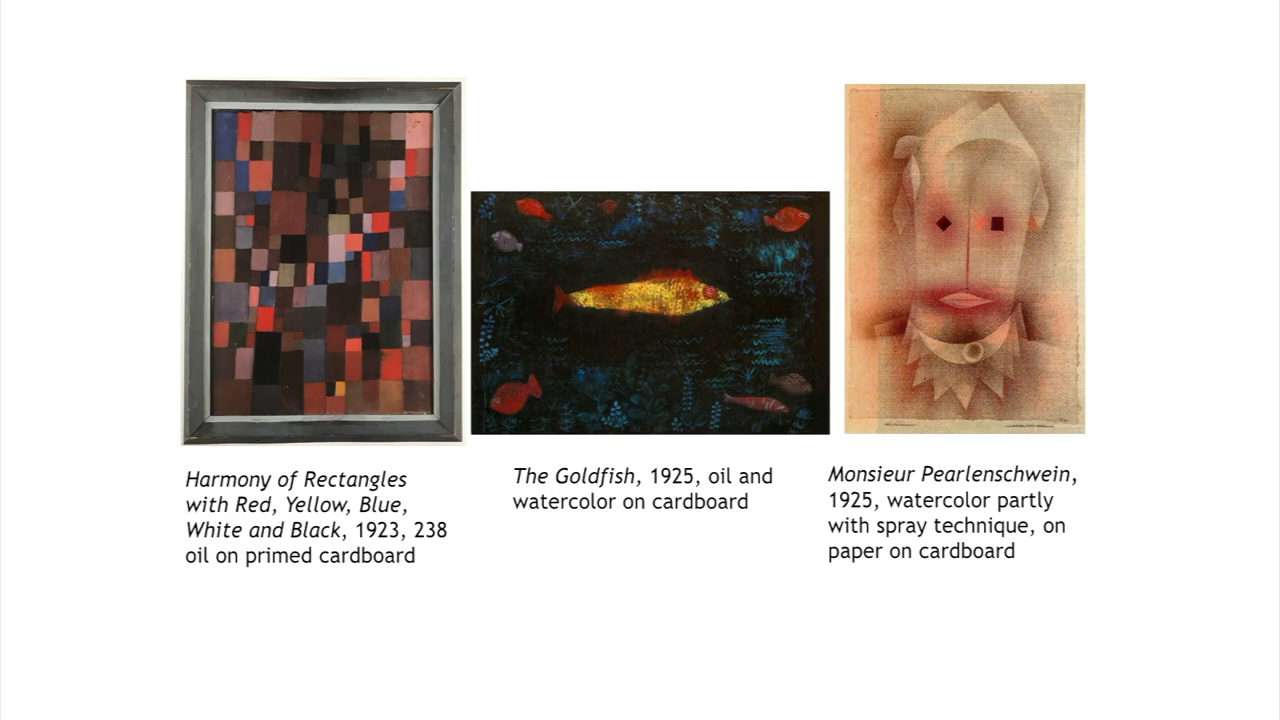 Harmony of Rectangles
with Red, Yellow, Blue,
White and Black, 1923, 238
oil on primed cardboard
The Goldfish, 1925, oil and
watercolor on cardboard
Monsieur Pearlenschwein,
1925, watercolor partly
with spray technique, on
paper on cardboard